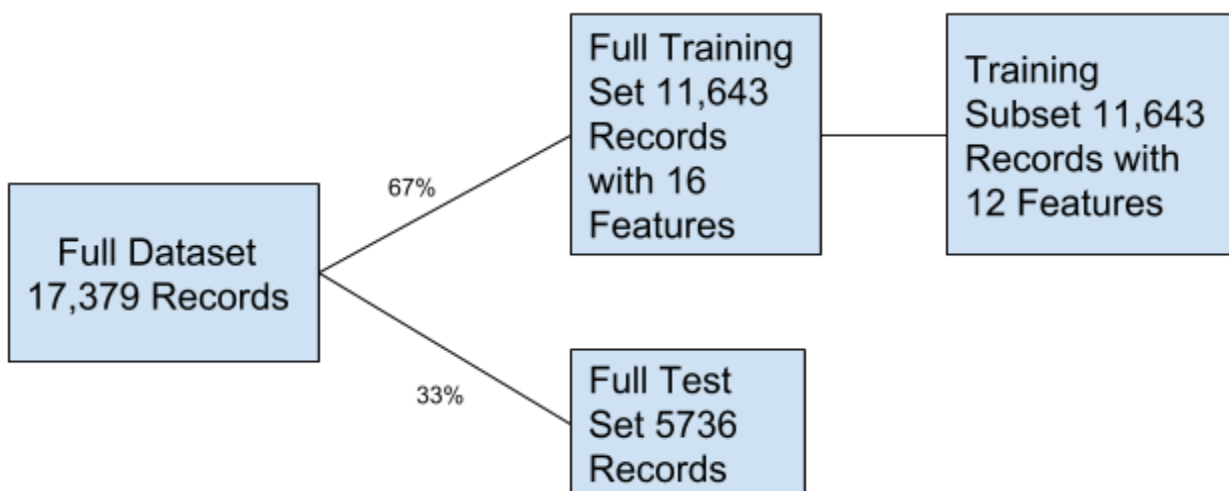 Full Dataset
17,379 Records
67%
33%
Full Training
Set 11,643
Records
with 16
Features
Training
Subset 11,643
Records with
12 Features
Full Test
Set 5736
Records